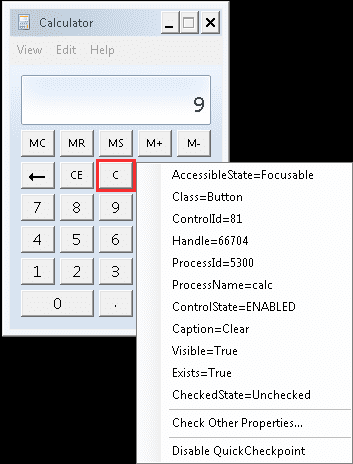 Calculator
View Edit Help
9
MC MR MS M+ M-
← CE C
7 8 9
4 5 6
1 2 3
0 .
AccessibleState=Focusable
Class=Button
ControlId=81
Handle=66704
ProcessId=5300
ProcessName=calc
ControlState=ENABLED
Caption=Clear
Visible=True
Exists=True
CheckedState=Unchecked
Check Other Properties...
Disable QuickCheckpoint